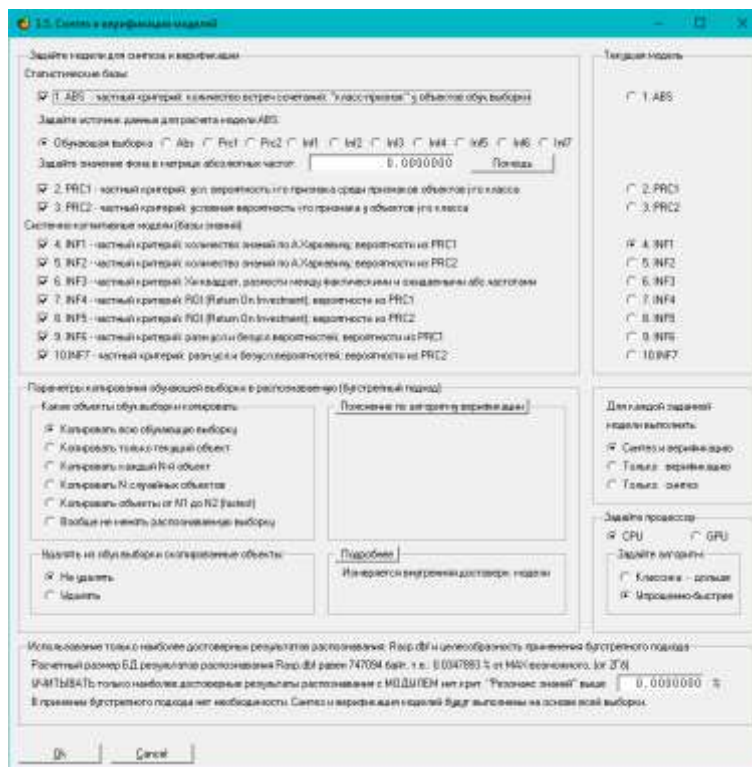 3.5. Синтез и верификация моделей
Задайте модели для синтеза и верификации
Статистические базы:
1. ABS - частный критерий: количество встреч сочетаний: "класс-признак" у объектов обуч.выборки
Задайте источник данных для расчета модели ABS:
Обучающая выборка Abs Prc1 Prc2 Inf1 Inf2 Inf3 Inf4 Inf5 Inf6 Inf7
Задайте значение фона в матрице абсолютных частот: 0.0000000 Помощь
2. PRC1 - частный критерий: усл. вероятность i-го признака среди признаков объектов j-го класса
3. PRC2 - частный критерий: условная вероятность i-го признака у объектов j-го класса
Системно-когнитивные модели (базы знаний):
4. INF1 - частный критерий: количество знаний по А.Харкевичу; вероятности из PRC1
5. INF2 - частный критерий: количество знаний по А.Харкевичу; вероятности из PRC2
6. INF3 - частный критерий: Хи-квадрат, разности между фактическими и ожидаемыми абс.частотами
7. INF4 - частный критерий: ROI (Return On Investment); вероятности из PRC1
8. INF5 - частный критерий: ROI (Return On Investment); вероятности из PRC2
9. INF6 - частный критерий: разн.усл.и безусл.вероятностей; вероятности из PRC1
10.INF7 - частный критерий: разн.усл.и безусл.вероятностей; вероятности из PRC2
Текущая модель
1. ABS
2. PRC1
3. PRC2
4. INF1
5. INF2
6. INF3
7. INF4
8. INF5
9. INF6
10.INF7
Параметры копирования обучающей выборки в распознаваемую (бутстрепный подход)
Какие объекты обуч.выборки копировать:
Копировать всю обучающую выборку
Копировать только текущий объект
Копировать каждый N-й объект
Копировать N случайных объектов
Копировать объекты от N1 до N2 (fastest)
Вообще не менять распознаваемую выборку
Пояснение по алгоритму верификации
Удалять из обуч.выборки скопированные объекты:
Не удалять
Удалять
Подробнее
Измеряется внутренняя достоверн. модели
Для каждой заданной
модели выполнить:
Синтез и верификацию
Только верификацию
Только синтез
Задайте процессор
CPU GPU
Задайте алгоритм:
Классика - дольше
Упрощенно-быстрее
Использование только наиболее достоверных результатов распознавания: Rasp.dbf и целесообразность применения бутстрепного подхода
Расчетный размер БД результатов распознавания Rasp.dbf равен 747094 байт, т.е.: 0.0347893 % от MAX-возможного, (от 2Гб)
УЧИТЫВАТЬ только наиболее достоверные результаты распознавания с МОДУЛЕМ инт.крит. "Резонанс знаний" выше: 0.0000000 %
В применении бутстрепного подхода нет необходимости. Синтез и верификация моделей будут выполнены на основе всей выборки.
Ok Cancel